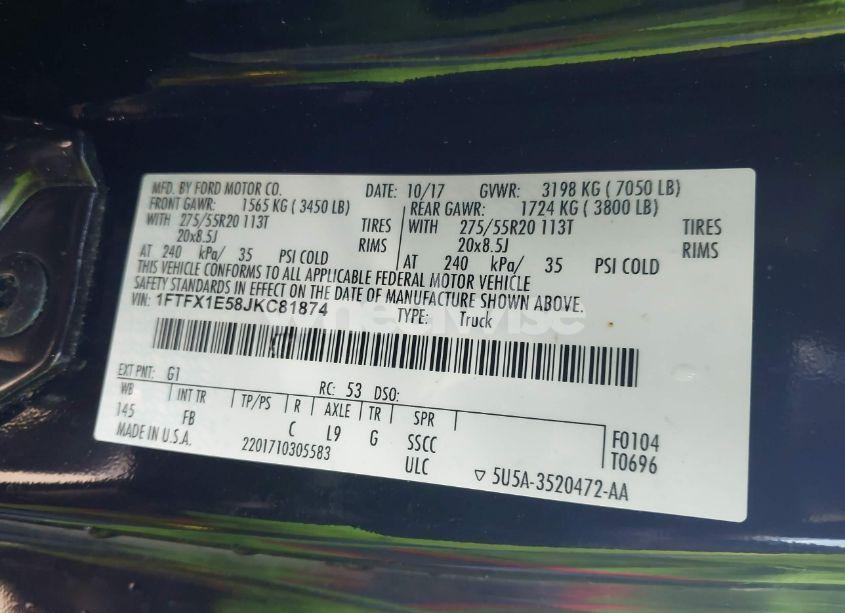 MFD. BY FORD MOTOR CO. DATE: 10/17 GVWR: 3198 KG ( 7050 LB)
FRONT GAWR: 1565 KG ( 3450 LB) REAR GAWR: 1724 KG ( 3800 LB)
WITH 275/55R20 113T TIRES WITH 275/55R20 113T TIRES
20x8.5J RIMS 20x8.5J RIMS
AT 240 kPa/ 35 PSI COLD AT 240 kPa/ 35 PSI COLD
THIS VEHICLE CONFORMS TO ALL APPLICABLE FEDERAL MOTOR VEHICLE
SAFETY STANDARDS IN EFFECT ON THE DATE OF MANUFACTURE SHOWN ABOVE.
VIN: 1FTFX1E58JKC81874 TYPE: Truck
EXT PNT: G1 RC: 53 DSO:
WB INT TR TP/PS R AXLE TR SPR
145 FB C L9 G SSCC F0104
MADE IN U.S.A. 2201710305583 ULC T0696
▽ 5U5A-3520472-AA